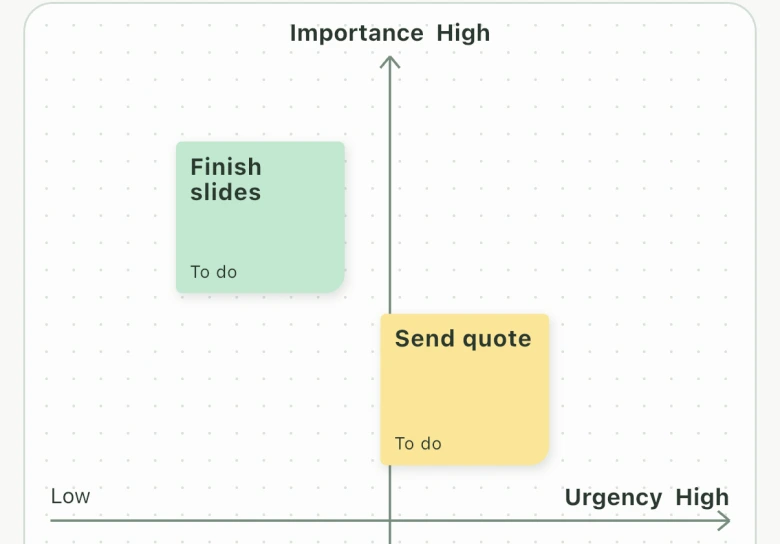 Importance High
Finish
slides
To do
Send quote
To do
Low
Urgency High